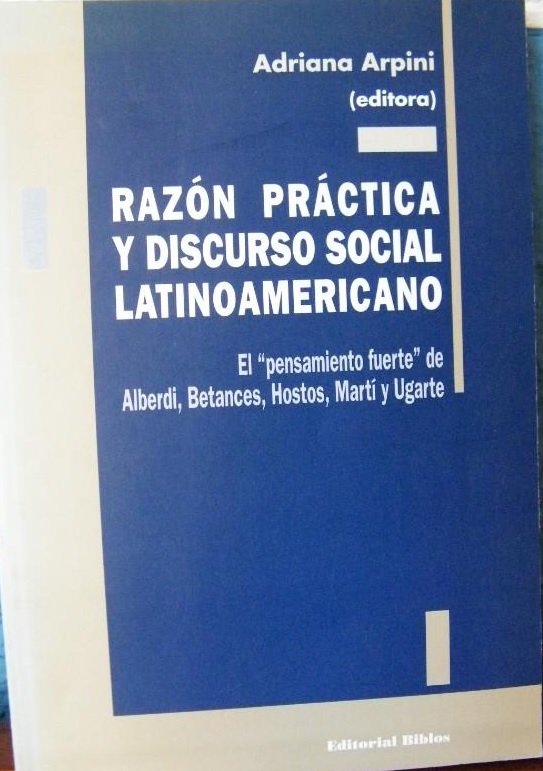 Adriana Arpini
(editora)
RAZÓN PRÁCTICA
Y DISCURSO SOCIAL
LATINOAMERICANO
El "pensamiento fuerte" de
Alberdi, Betances, Hostos, Martí y Ugarte
Editorial Biblos